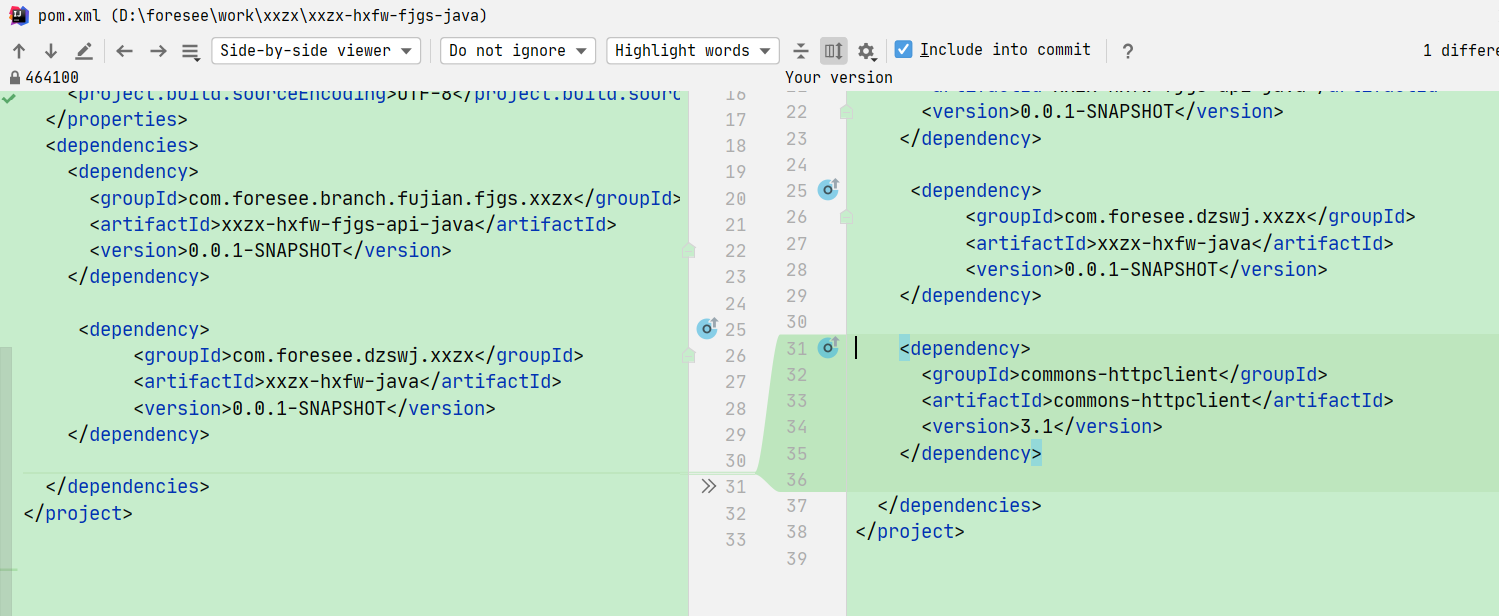 pom.xml (D:\foresee\work\xxzx\xxzx-hxfw-fjgs-java)
Side-by-side viewer
Do not ignore
Highlight words
Include into commit
?
1 differe
464100
Your version
<project.build.sourceEncoding>UTF-8</project.build.sourc
</properties>
<dependencies>
<dependency>
<groupId>com.foresee.branch.fujian.fjgs.xxzx</groupId>
<artifactId>xxzx-hxfw-fjgs-api-java</artifactId>
<version>0.0.1-SNAPSHOT</version>
</dependency>
<dependency>
<groupId>com.foresee.dzswj.xxzx</groupId>
<artifactId>xxzx-hxfw-java</artifactId>
<version>0.0.1-SNAPSHOT</version>
</dependency>
</dependencies>
</project>
16
17
18
19
20
21
22
23
24
25
26
27
28
29
30
31
32
33
22 <version>0.0.1-SNAPSHOT</version>
23 </dependency>
24
25 <dependency>
26 <groupId>com.foresee.dzswj.xxzx</groupId>
27 <artifactId>xxzx-hxfw-java</artifactId>
28 <version>0.0.1-SNAPSHOT</version>
29 </dependency>
30
31 <dependency>
32 <groupId>commons-httpclient</groupId>
33 <artifactId>commons-httpclient</artifactId>
34 <version>3.1</version>
35 </dependency>
36
37 </dependencies>
38 </project>
39